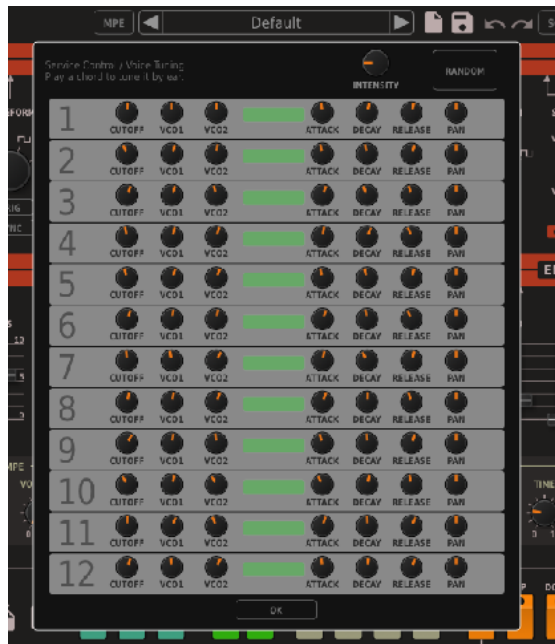 MPE Default
Service Control / Voice Tuning
Play a chord to tune it by ear.
INTENSITY
RANDOM
1 CUTOFF VCO1 VCO2 ATTACK DECAY RELEASE PAN
2 CUTOFF VCO1 VCO2 ATTACK DECAY RELEASE PAN
3 CUTOFF VCO1 VCO2 ATTACK DECAY RELEASE PAN
4 CUTOFF VCO1 VCO2 ATTACK DECAY RELEASE PAN
5 CUTOFF VCO1 VCO2 ATTACK DECAY RELEASE PAN
6 CUTOFF VCO1 VCO2 ATTACK DECAY RELEASE PAN
7 CUTOFF VCO1 VCO2 ATTACK DECAY RELEASE PAN
8 CUTOFF VCO1 VCO2 ATTACK DECAY RELEASE PAN
9 CUTOFF VCO1 VCO2 ATTACK DECAY RELEASE PAN
10 CUTOFF VCO1 VCO2 ATTACK DECAY RELEASE PAN
11 CUTOFF VCO1 VCO2 ATTACK DECAY RELEASE PAN
12 CUTOFF VCO1 VCO2 ATTACK DECAY RELEASE PAN
OK